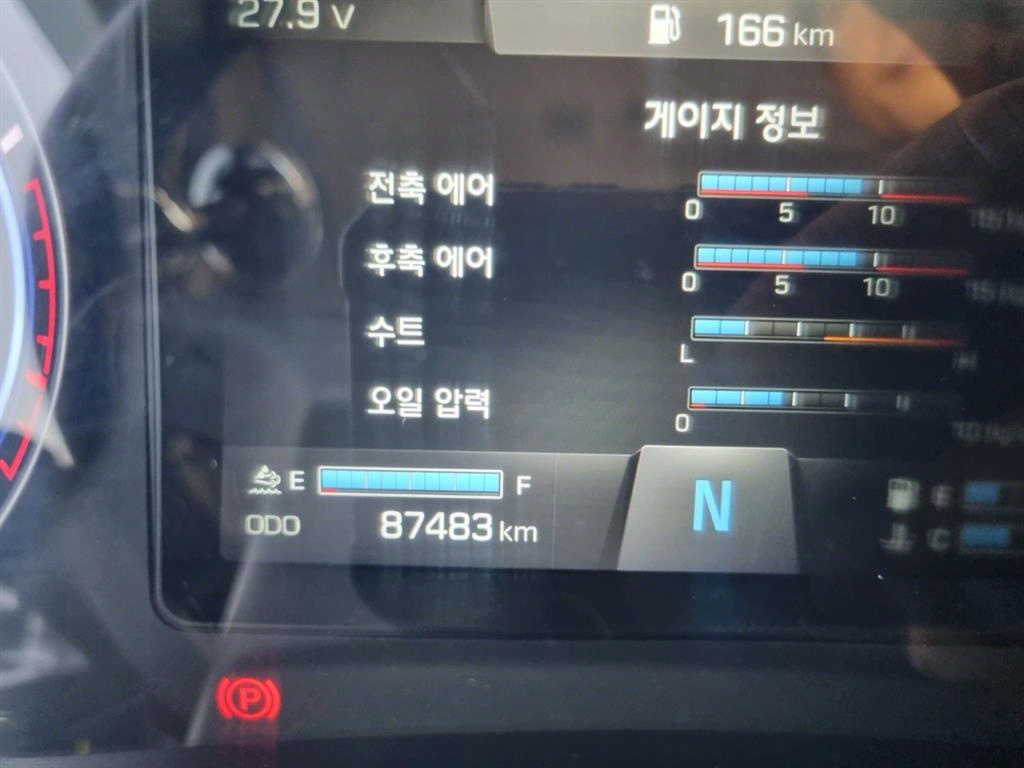 27.9 V
166 km
게이지 정보
전축 에어
0 5 10
후축 에어
0 5 10 15
수트
L H
오일 압력
0
E F
ODO 87483 km
N
E
C
P